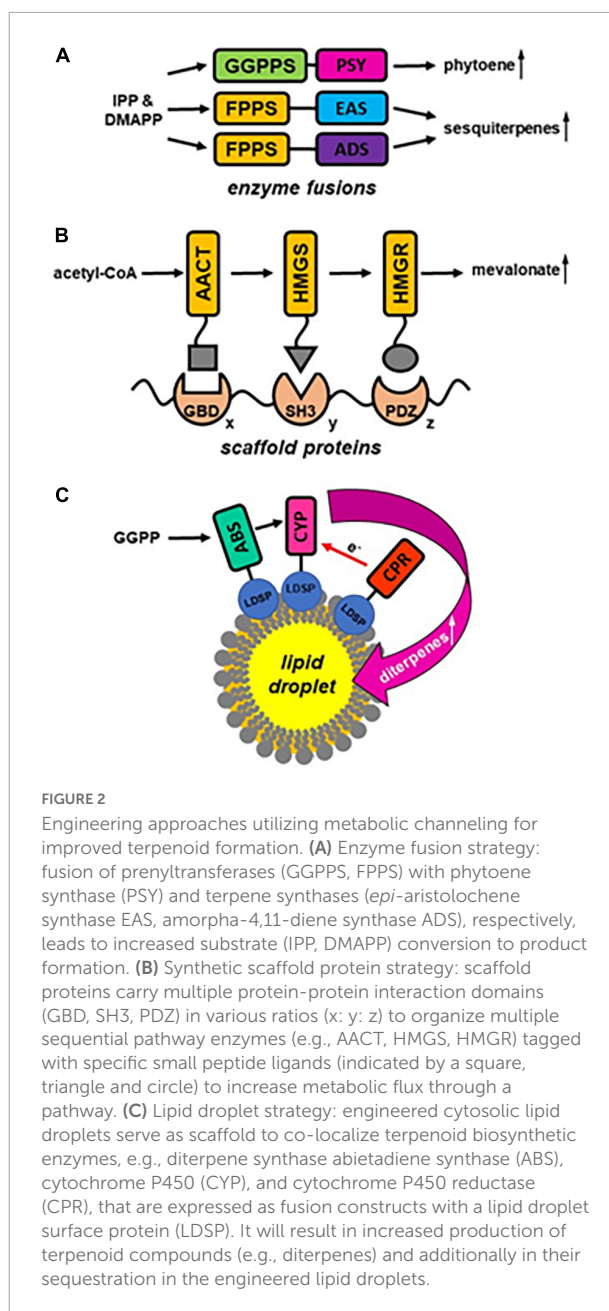 A
GGPPS PSY phytoene
IPP &
DMAPP
FPPS EAS
sesquiterpenes
FPPS ADS
enzyme fusions
B
acetyl-CoA AACT HMGS HMGR mevalonate
GBD x SH3 y PDZ z
scaffold proteins
C
GGPP ABS CYP e- CPR
LDSP LDSP LDSP
diterpenes
lipid
droplet
FIGURE 2
Engineering approaches utilizing metabolic channeling for
improved terpenoid formation. (A) Enzyme fusion strategy:
fusion of prenyltransferases (GGPPS, FPPS) with phytoene
synthase (PSY) and terpene synthases (epi-aristolochene
synthase EAS, amorpha-4,11-diene synthase ADS), respectively,
leads to increased substrate (IPP, DMAPP) conversion to product
formation. (B) Synthetic scaffold protein strategy: scaffold
proteins carry multiple protein-protein interaction domains
(GBD, SH3, PDZ) in various ratios (x: y: z) to organize multiple
sequential pathway enzymes (e.g., AACT, HMGS, HMGR) tagged
with specific small peptide ligands (indicated by a square,
triangle and circle) to increase metabolic flux through a
pathway. (C) Lipid droplet strategy: engineered cytosolic lipid
droplets serve as scaffold to co-localize terpenoid biosynthetic
enzymes, e.g., diterpene synthase abietadiene synthase (ABS),
cytochrome P450 (CYP), and cytochrome P450 reductase
(CPR), that are expressed as fusion constructs with a lipid droplet
surface protein (LDSP). It will result in increased production of
terpenoid compounds (e.g., diterpenes) and additionally in their
sequestration in the engineered lipid droplets.